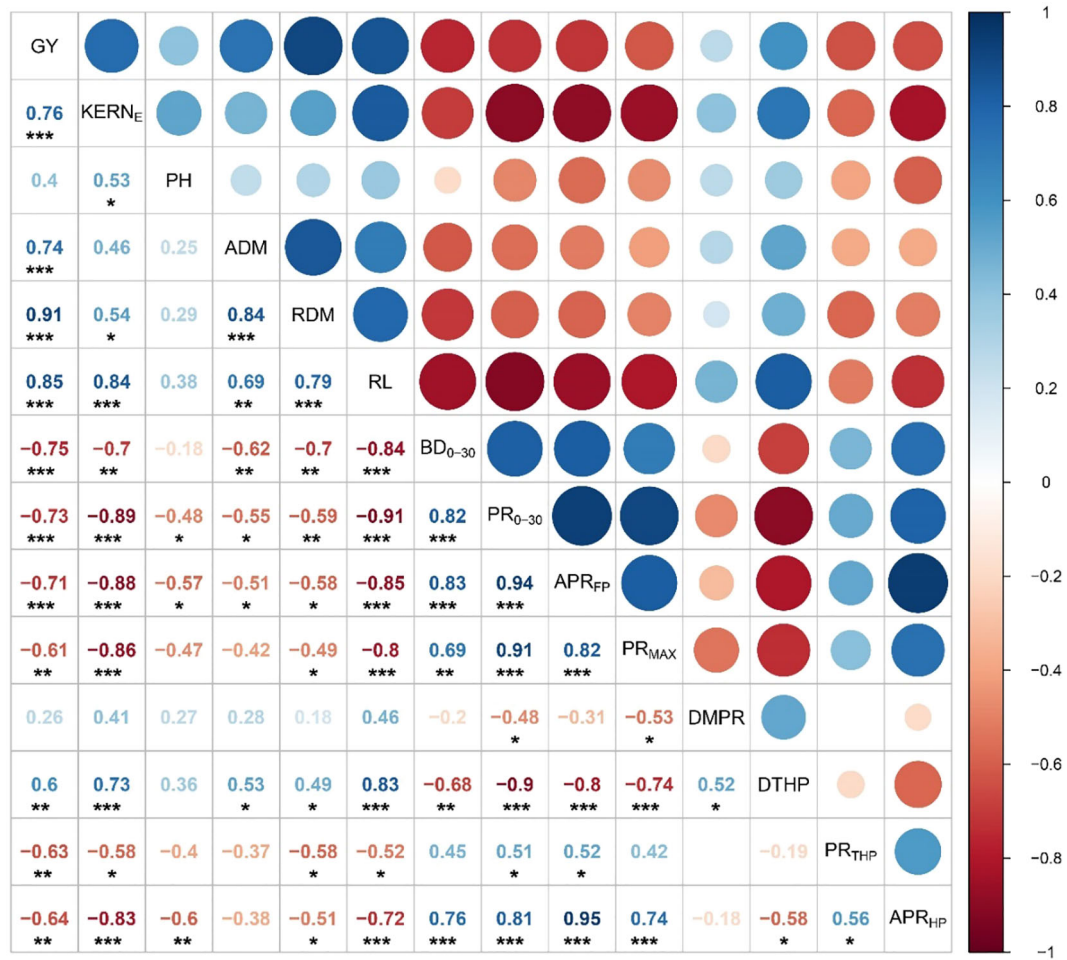 GY
0.76 KERN_E
***
0.4 0.53 PH
*
0.74 0.46 0.25 ADM
***
0.91 0.54 0.29 0.84 RDM
*** * ***
0.85 0.84 0.38 0.69 0.79 RL
*** *** ** ***
−0.75 −0.7 −0.18 −0.62 −0.7 −0.84 BD_0−30
*** ** ** ** ***
−0.73 −0.89 −0.48 −0.55 −0.59 −0.91 0.82 PR_0−30
*** *** * * ** *** ***
−0.71 −0.88 −0.57 −0.51 −0.58 −0.85 0.83 0.94 APR_FP
*** *** * * * *** *** ***
−0.61 −0.86 −0.47 −0.42 −0.49 −0.8 0.69 0.91 0.82 PR_MAX
** *** * *** ** *** ***
0.26 0.41 0.27 0.28 0.18 0.46 −0.2 −0.48 −0.31 −0.53 DMPR
* *
0.6 0.73 0.36 0.53 0.49 0.83 −0.68 −0.9 −0.8 −0.74 0.52 DTHP
** *** * * *** ** *** *** *** *
−0.63 −0.58 −0.4 −0.37 −0.58 −0.52 0.45 0.51 0.52 0.42 −0.19 PR_THP
** * * * * *
−0.64 −0.83 −0.6 −0.38 −0.51 −0.72 0.76 0.81 0.95 0.74 −0.18 −0.58 0.56 APR_HP
** *** ** * *** *** *** *** *** * *
1
0.8
0.6
0.4
0.2
0
−0.2
−0.4
−0.6
−0.8
−1